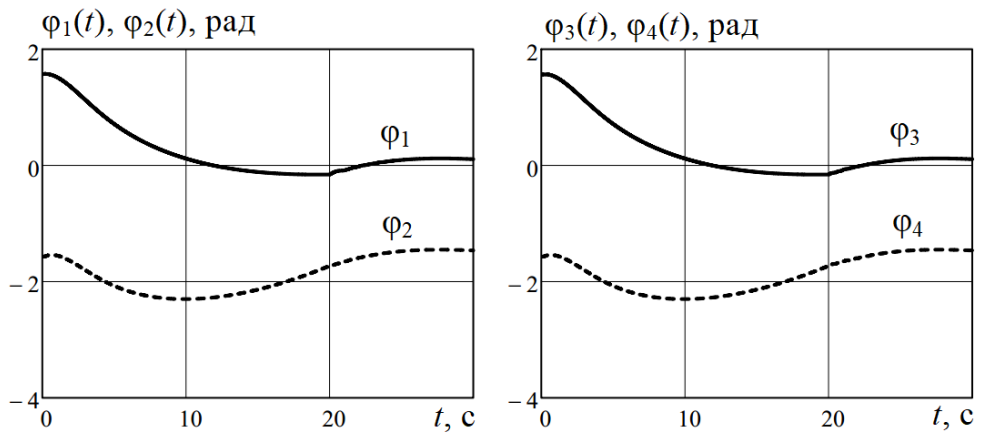 φ₁(t), φ₂(t), рад
2
φ₁
0
φ₂
−2
−4
0 10 20 t, с
φ₃(t), φ₄(t), рад
2
φ₃
0
φ₄
−2
−4
0 10 20 t, с